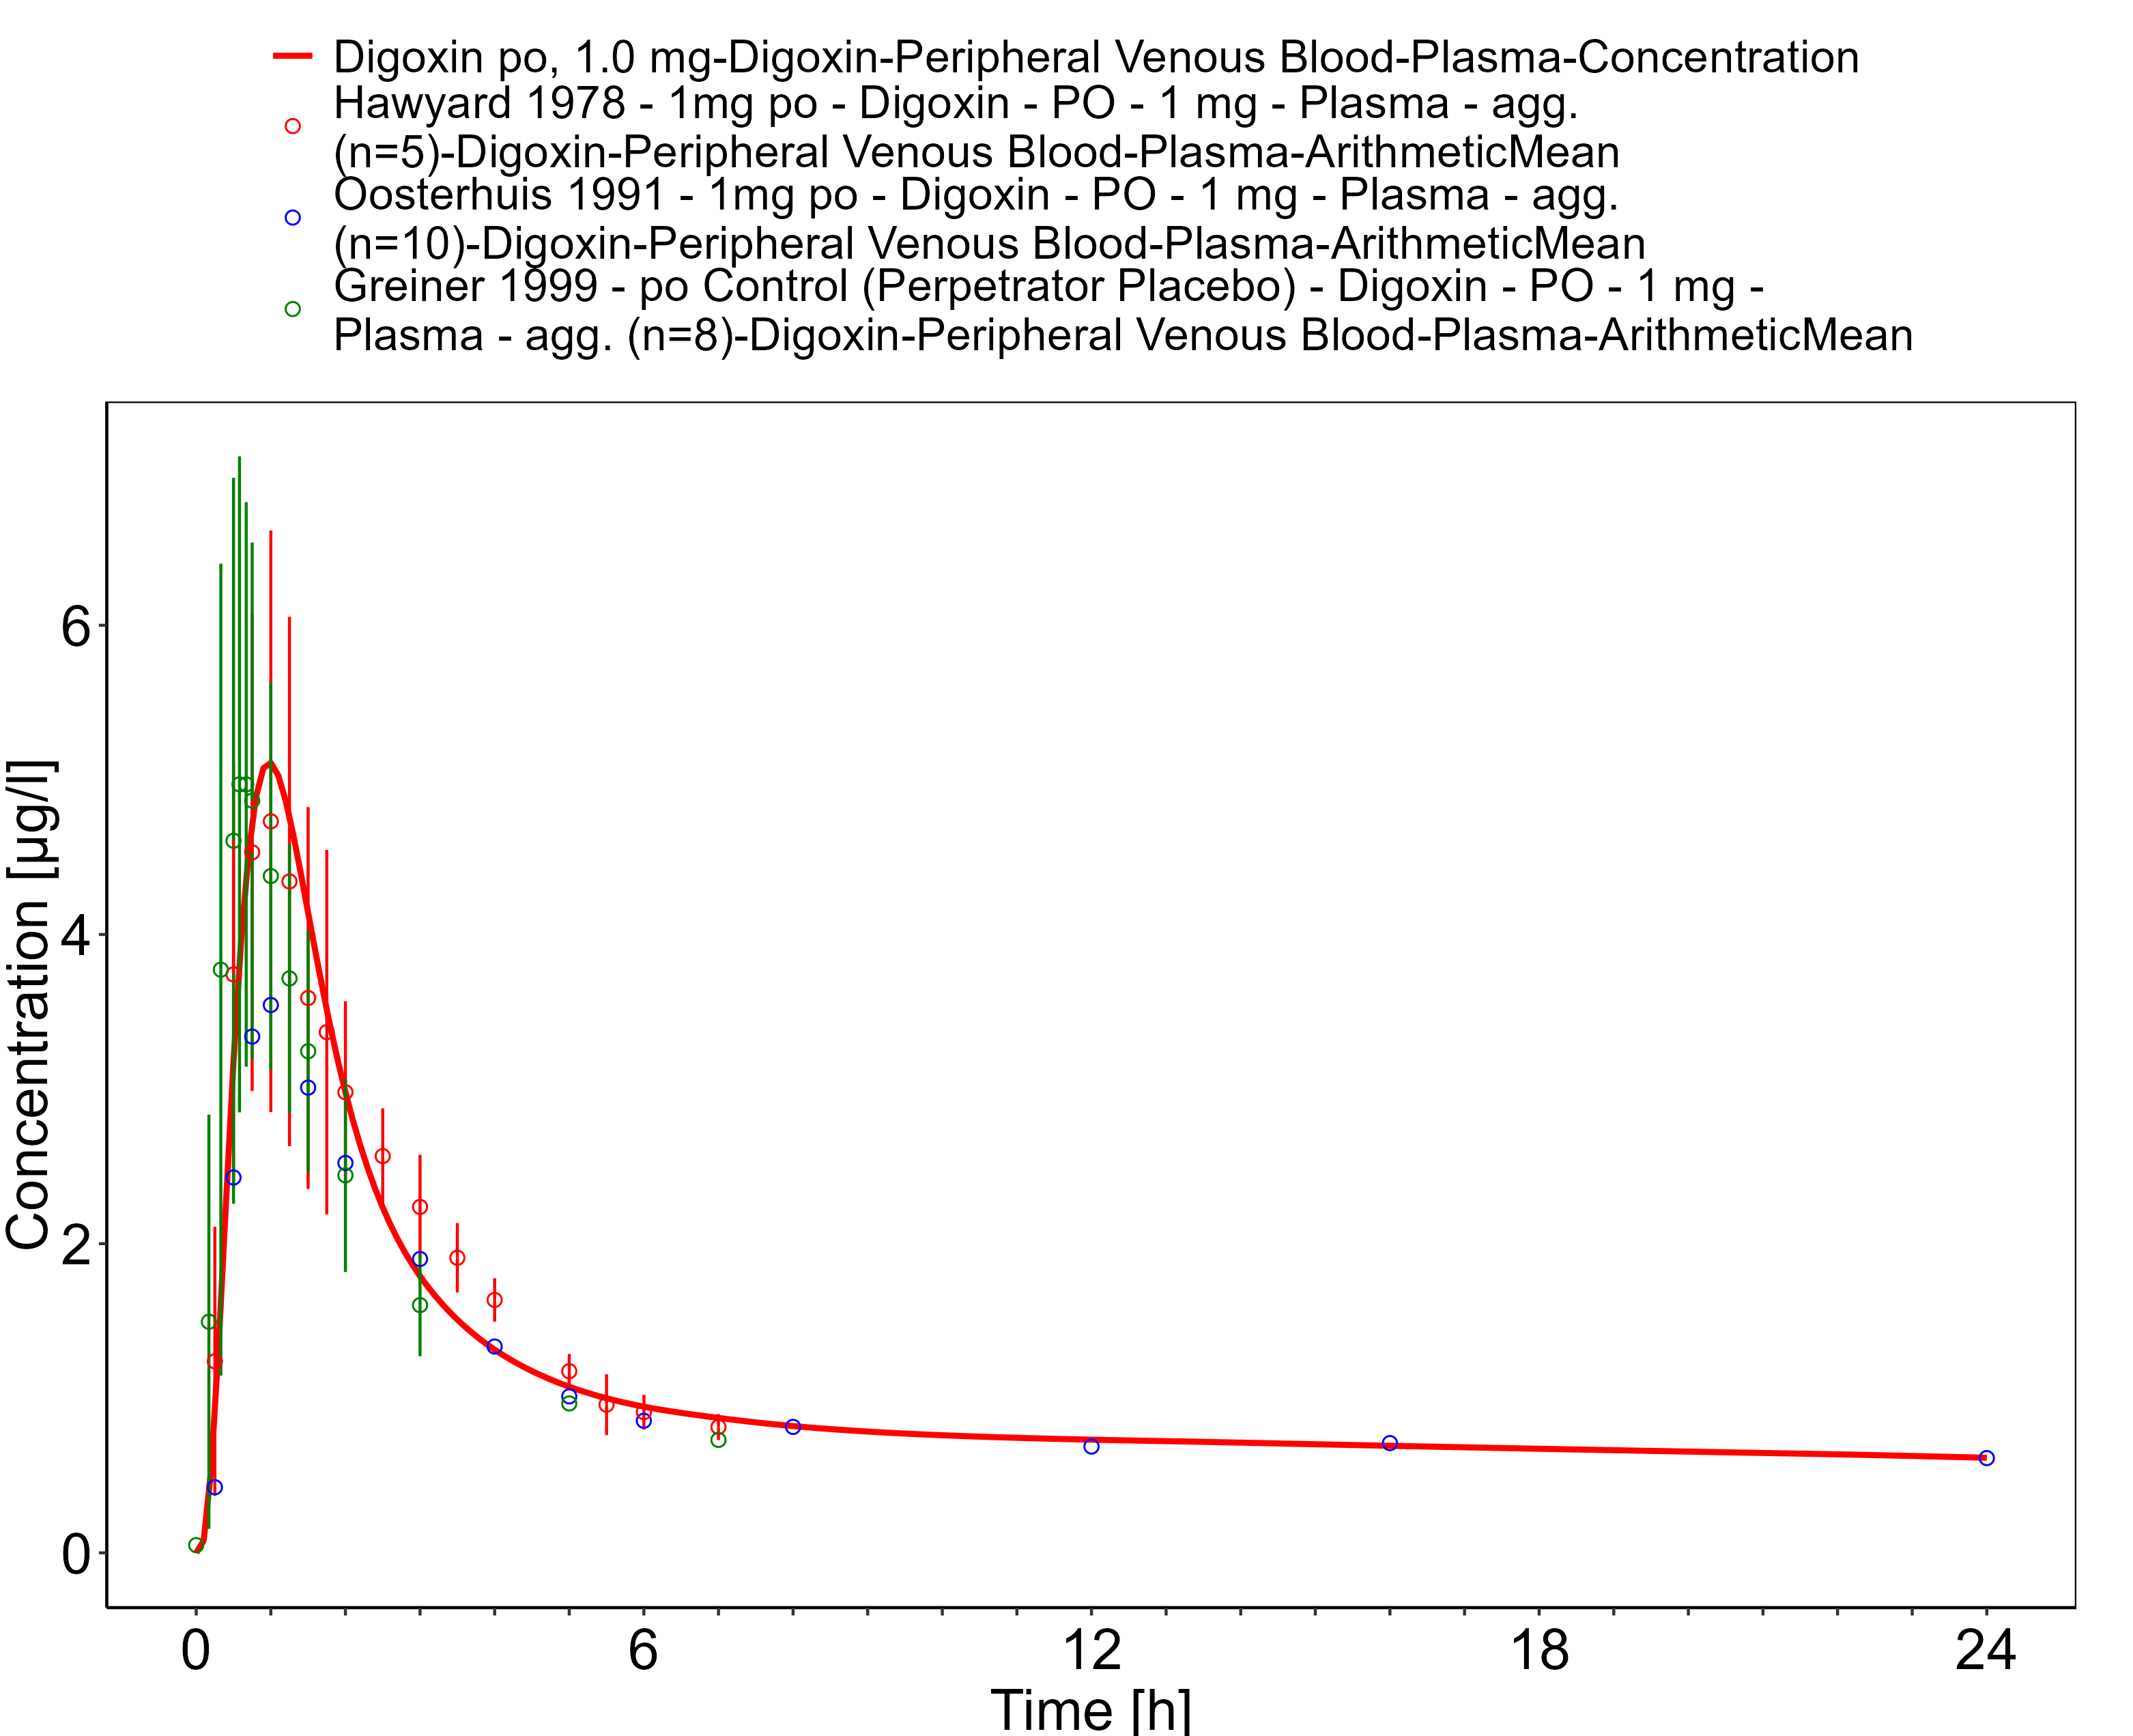 Digoxin po, 1.0 mg-Digoxin-Peripheral Venous Blood-Plasma-Concentration
Hawyard 1978 - 1mg po - Digoxin - PO - 1 mg - Plasma - agg.
(n=5)-Digoxin-Peripheral Venous Blood-Plasma-ArithmeticMean
Oosterhuis 1991 - 1mg po - Digoxin - PO - 1 mg - Plasma - agg.
(n=10)-Digoxin-Peripheral Venous Blood-Plasma-ArithmeticMean
Greiner 1999 - po Control (Perpetrator Placebo) - Digoxin - PO - 1 mg -
Plasma - agg. (n=8)-Digoxin-Peripheral Venous Blood-Plasma-ArithmeticMean
Concentration [µg/l]
6
4
2
0
0 6 12 18 24
Time [h]